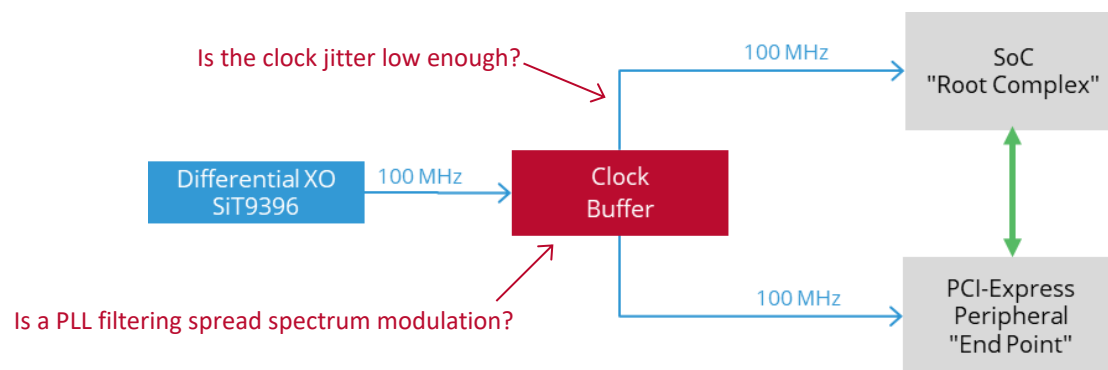 Is the clock jitter low enough?
100 MHz
SoC
"Root Complex"
Differential XO
SiT9396
100 MHz
Clock
Buffer
Is a PLL filtering spread spectrum modulation?
100 MHz
PCI-Express
Peripheral
"End Point"